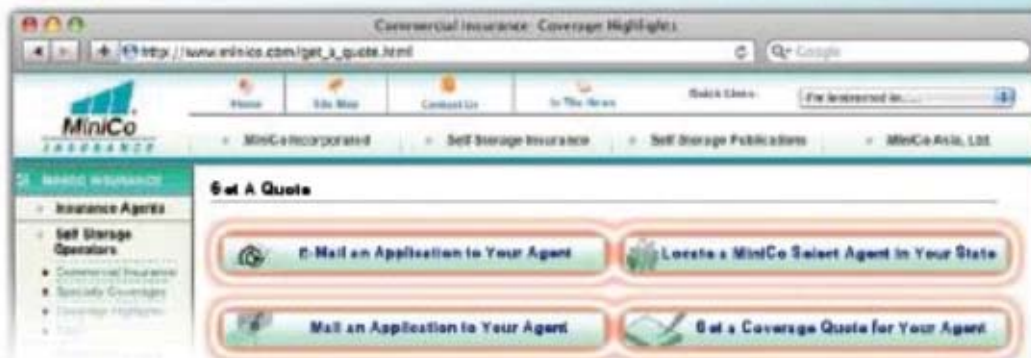 Commercial Insurance: Coverage Highlights
http://www.minico.com/get_a_quote.html
Google
MiniCo
INSURANCE
Home
Site Map
Contact Us
In The News
Quick Links:
I'm interested in.....
MiniCo Incorporated
Self Storage Insurance
Self Storage Publications
MiniCo Asia, Ltd.
MINICO INSURANCE
Insurance Agents
Self Storage
Operators
Commercial Insurance
Specialty Coverages
Coverage Highlights
Get A Quote
E-Mail an Application to Your Agent
Locate a MiniCo Select Agent in Your State
Mail an Application to Your Agent
Get a Coverage Quote for Your Agent